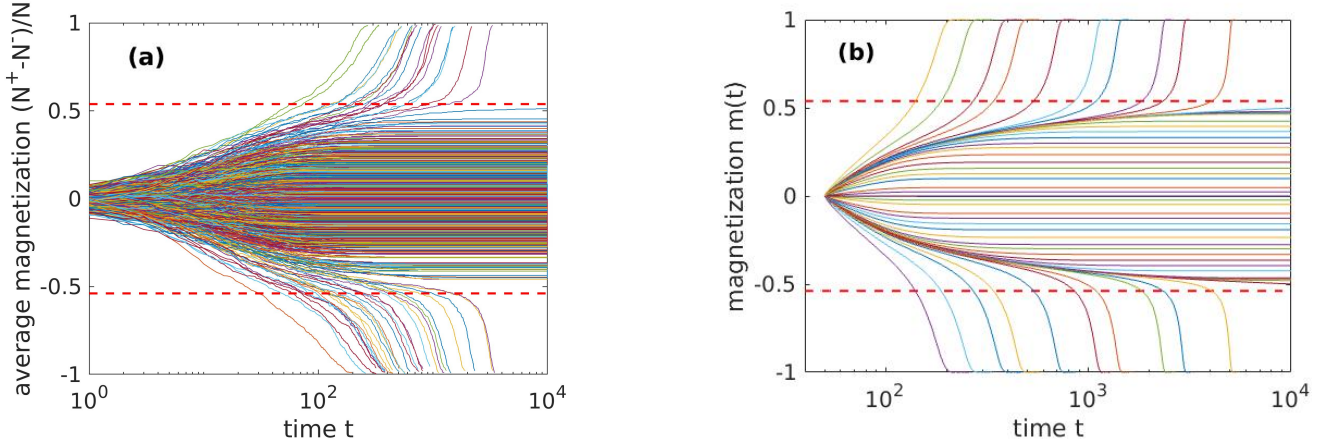 average magnetization (N⁺-N⁻)/N
(a)
1
0.5
0
-0.5
-1
10⁰
10²
10⁴
time t
magnetization m(t)
(b)
1
0.5
0
-0.5
-1
10²
10³
10⁴
time t